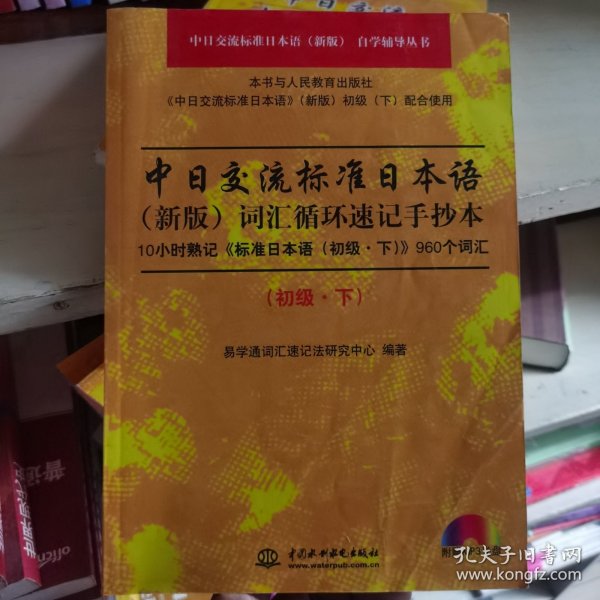 中日交流标准日本语（新版） 自学辅导丛书
本书与人民教育出版社
《中日交流标准日本语》（新版）初级（下）配合使用
中日交流标准日本语
（新版）词汇循环速记手抄本
10小时熟记《标准日本语（初级·下）》960个词汇
（初级·下）
易学通词汇速记法研究中心 编著
中国水利水电出版社
www.waterpub.com.cn
孔夫子旧书网
www.kongfz.com